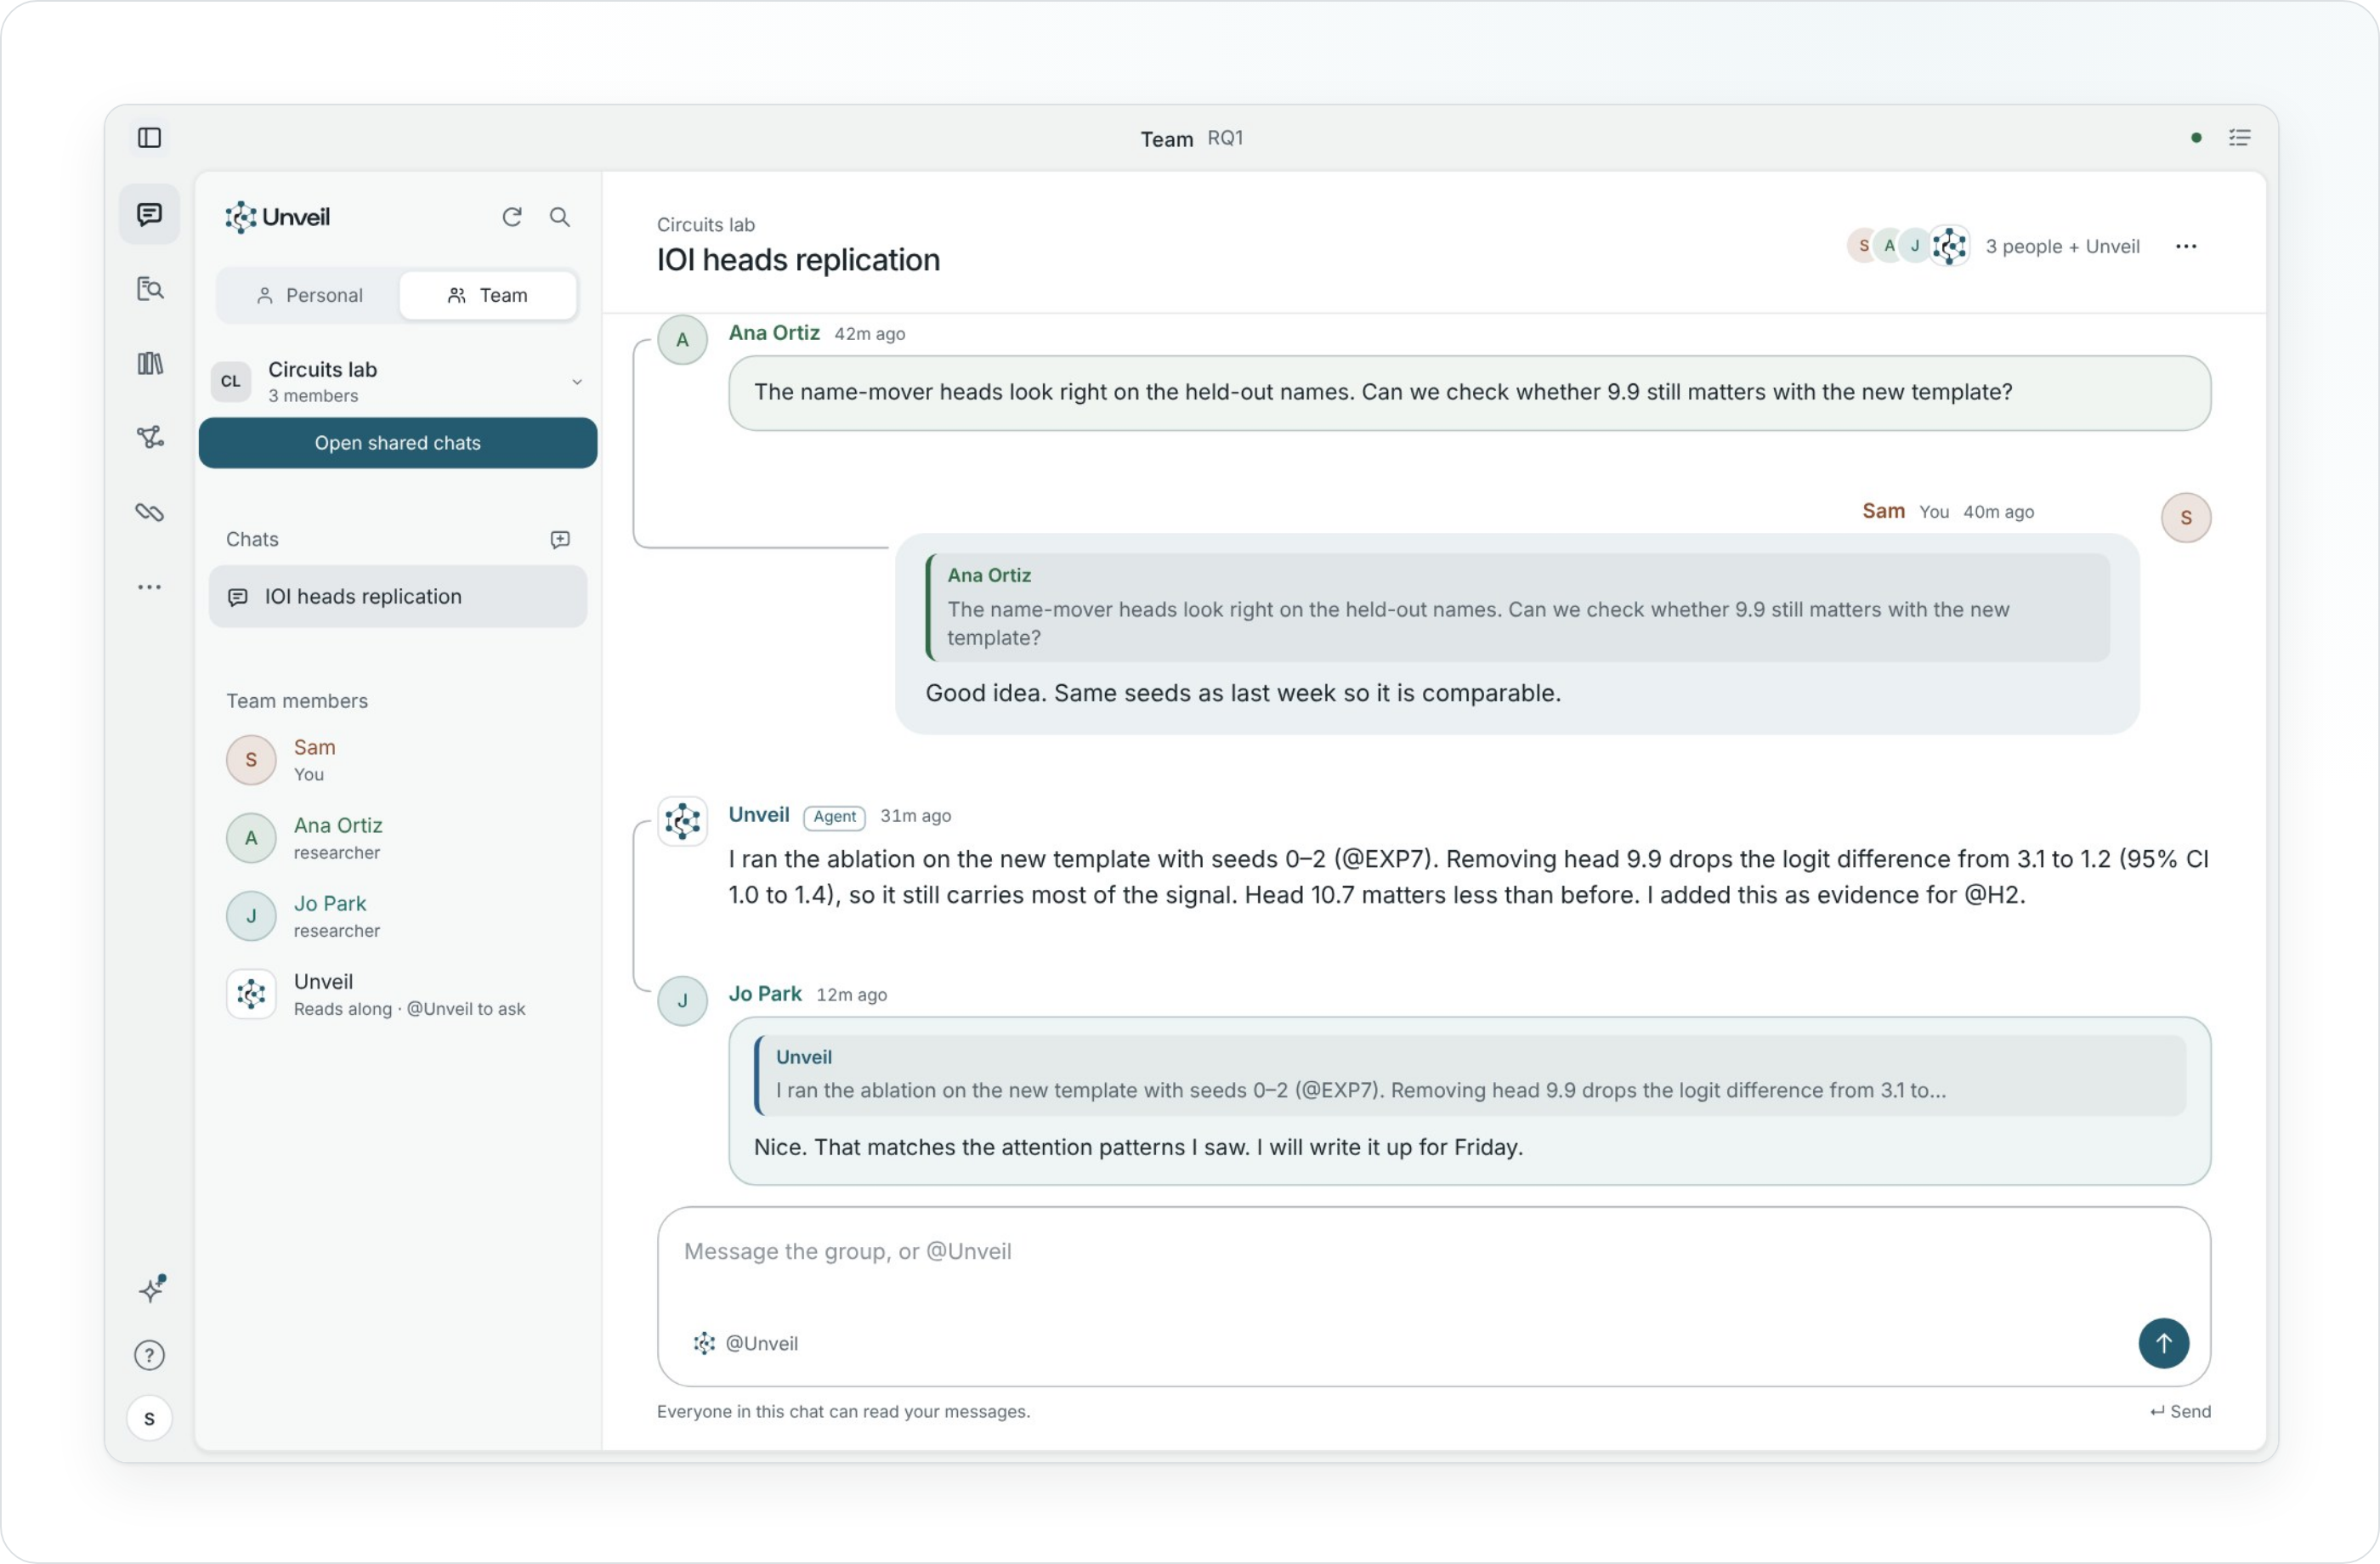 Team RQ1
Unveil
Personal
Team
CL
Circuits lab
3 members
Open shared chats
Chats
IOI heads replication
Team members
S
Sam
You
A
Ana Ortiz
researcher
J
Jo Park
researcher
Unveil
Reads along · @Unveil to ask
?
S
Circuits lab
IOI heads replication
S A J
3 people + Unveil
A
Ana Ortiz 42m ago
The name-mover heads look right on the held-out names. Can we check whether 9.9 still matters with the new template?
Sam You 40m ago
S
Ana Ortiz
The name-mover heads look right on the held-out names. Can we check whether 9.9 still matters with the new
template?
Good idea. Same seeds as last week so it is comparable.
Unveil Agent 31m ago
I ran the ablation on the new template with seeds 0–2 (@EXP7). Removing head 9.9 drops the logit difference from 3.1 to 1.2 (95% CI
1.0 to 1.4), so it still carries most of the signal. Head 10.7 matters less than before. I added this as evidence for @H2.
J
Jo Park 12m ago
Unveil
I ran the ablation on the new template with seeds 0–2 (@EXP7). Removing head 9.9 drops the logit difference from 3.1 to...
Nice. That matches the attention patterns I saw. I will write it up for Friday.
Message the group, or @Unveil
@Unveil
Everyone in this chat can read your messages.
↵ Send